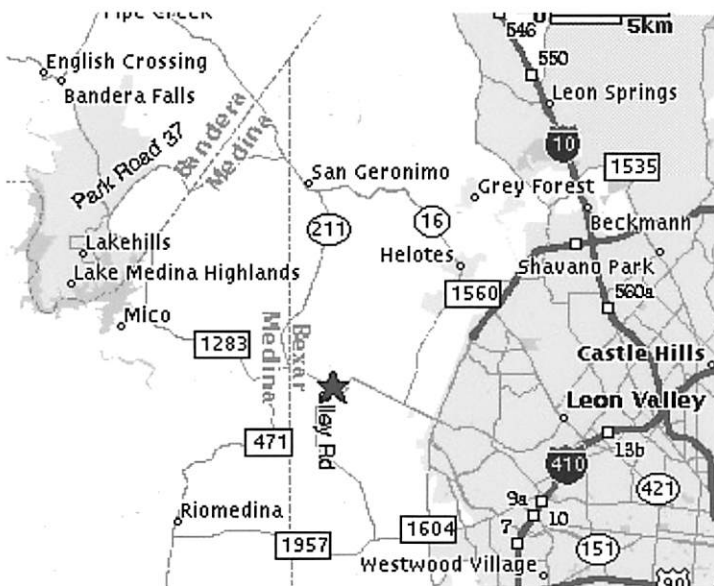 Pipe Creek
546
5km
English Crossing
550
Bandera Falls
Leon Springs
Park Road 37
Bandera
Medina
10
1535
San Geronimo
Grey Forest
16
211
Beckmann
Lakehills
Helotes
Shavano Park
Lake Medina Highlands
1560
560a
Mico
1283
Medina
Bexar
Castle Hills
Leon Valley
alley Rd
471
13b
410
421
9a
Riomedina
10
7
1604
1957
151
Westwood Village
90